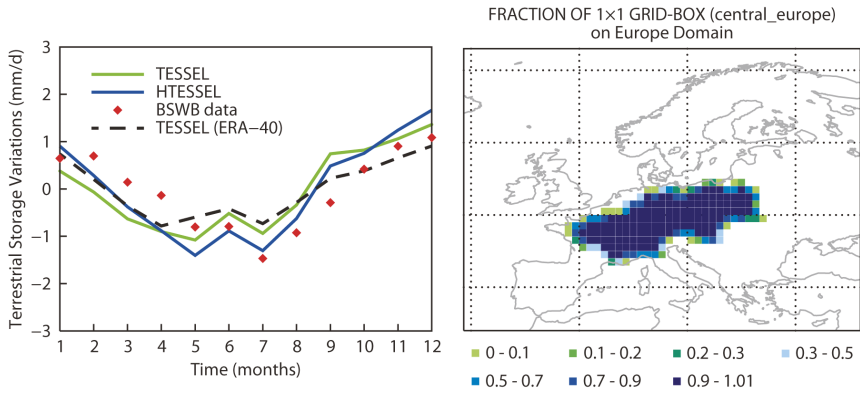 FRACTION OF 1×1 GRID-BOX (central_europe)
on Europe Domain
Terrestrial Storage Variations (mm/d)
3
2
1
0
−1
−2
−3
TESSEL
HTESSEL
BSWB data
TESSEL (ERA−40)
1 2 3 4 5 6 7 8 9 10 11 12
Time (months)
0 - 0.1 0.1 - 0.2 0.2 - 0.3 0.3 - 0.5
0.5 - 0.7 0.7 - 0.9 0.9 - 1.01